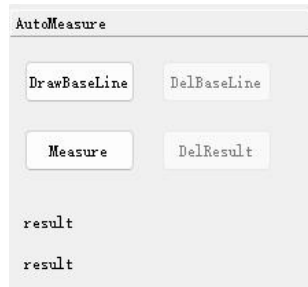 AutoMeasure
DrawBaseLine DelBaseLine
Measure DelResult
result
result